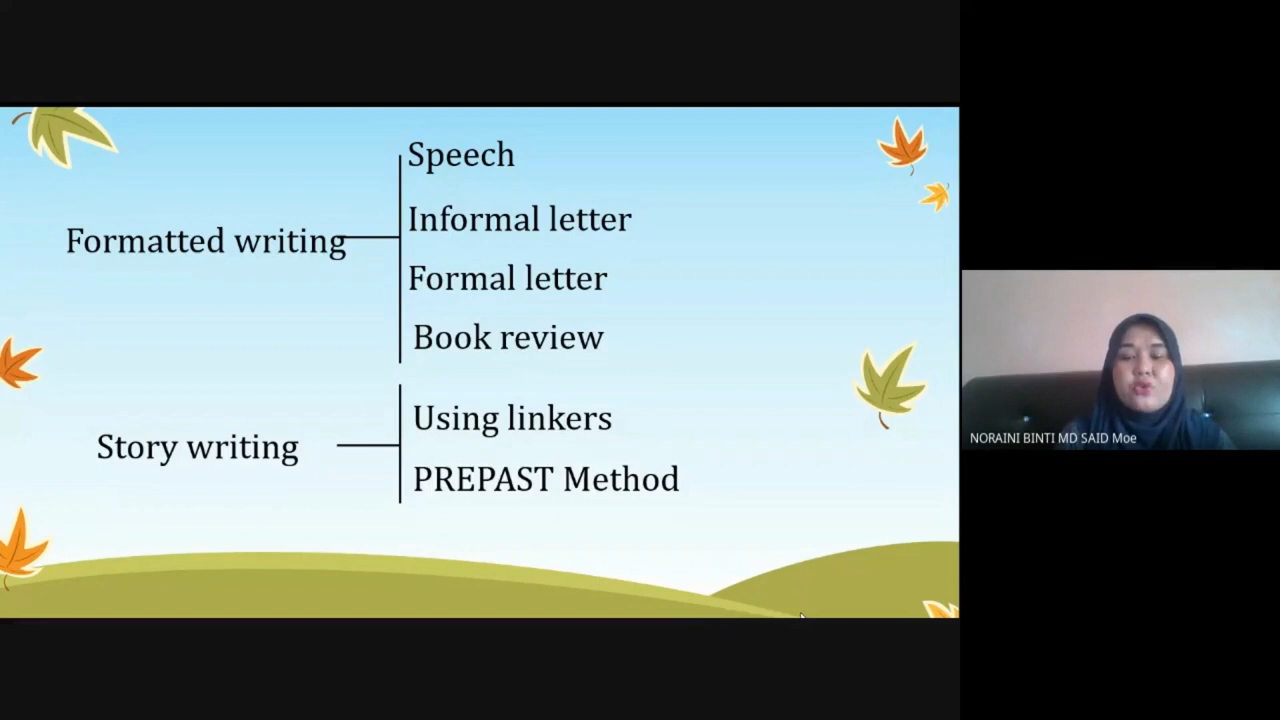 Speech
Formatted writing
Informal letter
Formal letter
Book review
Story writing
Using linkers
PREPAST Method
NORAINI BINTI MD SAID Moe